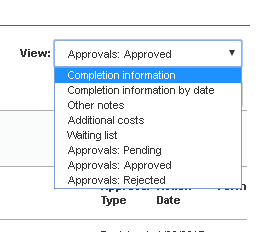 View: Approvals: Approved
Completion information
Completion information by date
Other notes
Additional costs
Waiting list
Approvals: Pending
Approvals: Approved
Approvals: Rejected
Type Date